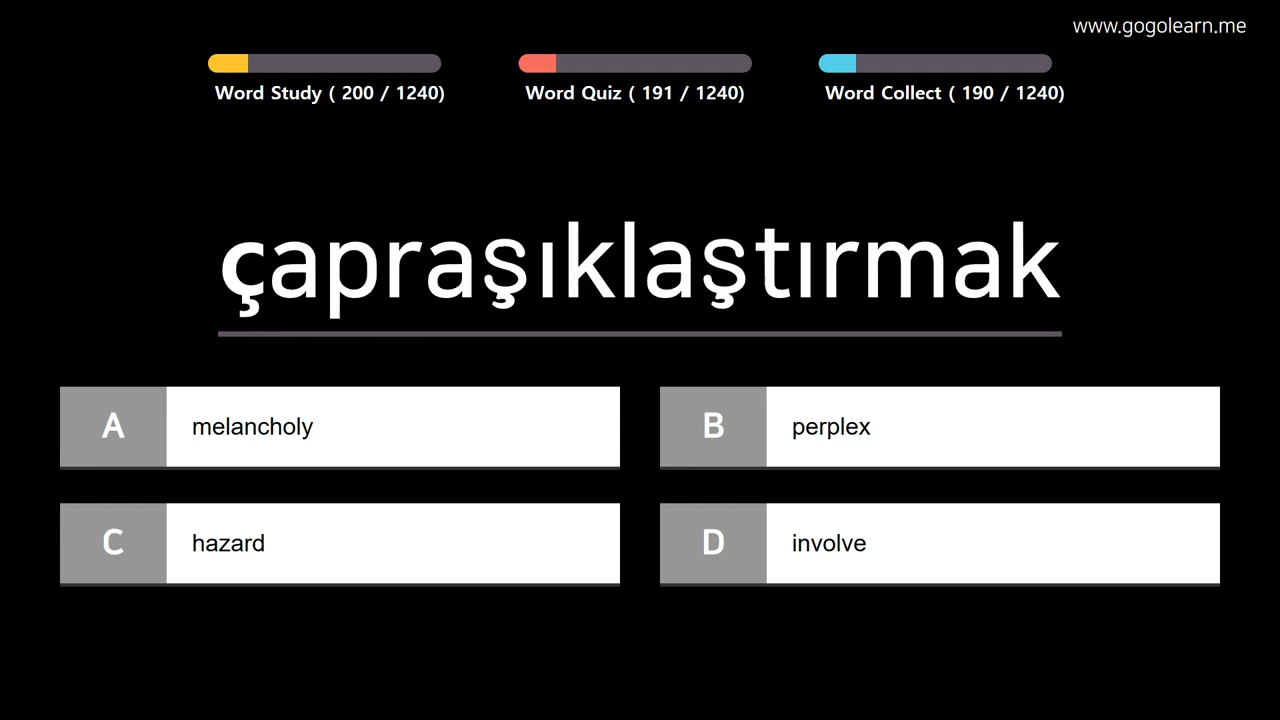 www.gogolearn.me
Word Study ( 200 / 1240)
Word Quiz ( 191 / 1240)
Word Collect ( 190 / 1240)
çapraşıklaştırmak
A melancholy
B perplex
C hazard
D involve